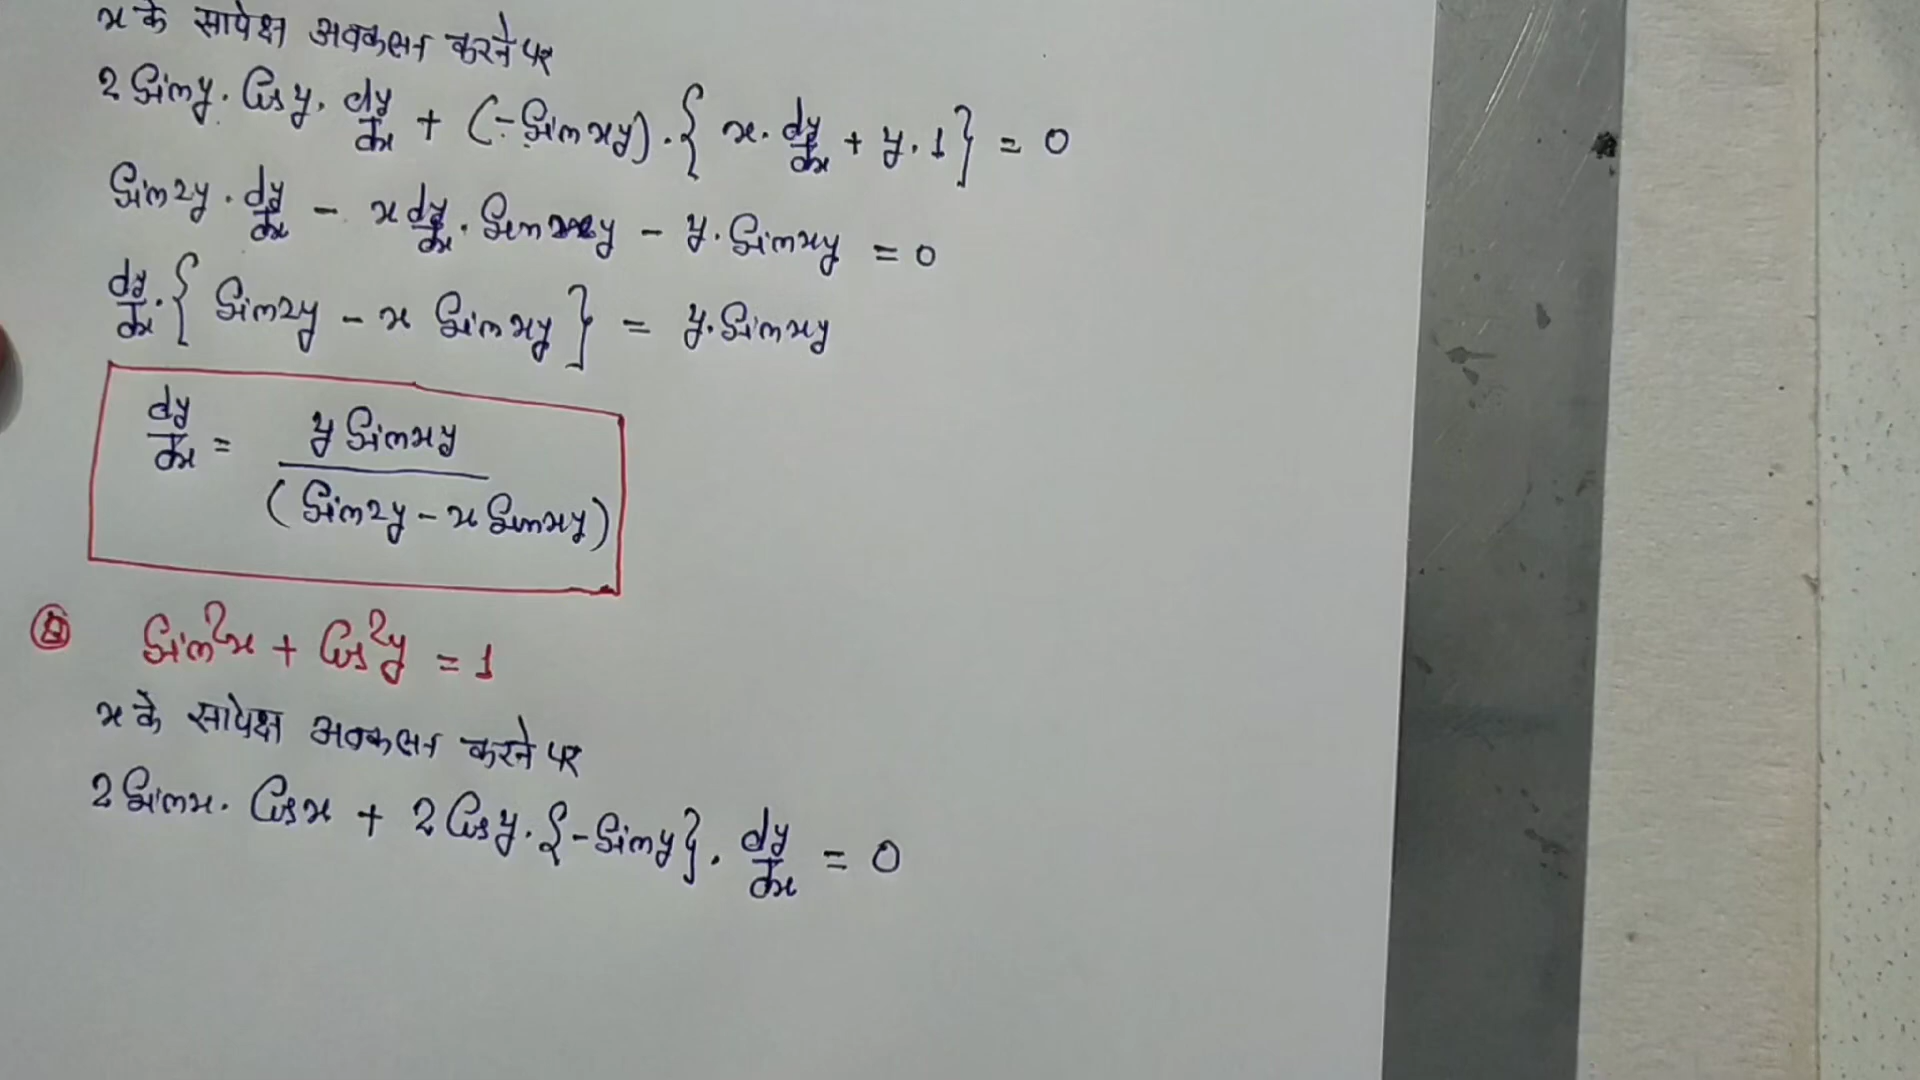 x के सापेक्ष अवकलन करने पर
2 Sin y . Cos y . dy/dx + (- Sin xy) . { x . dy/dx + y . 1 } = 0
Sin 2y . dy/dx - x dy/dx . Sin xy - y . Sin xy = 0
dy/dx . { Sin 2y - x Sin xy } = y . Sin xy
dy/dx = y Sin xy / (Sin 2y - x Sin xy)
Sin²x + Cos²y = 1
x के सापेक्ष अवकलन करने पर
2 Sin x . Cos x + 2 Cos y . { - Sin y } . dy/dx = 0